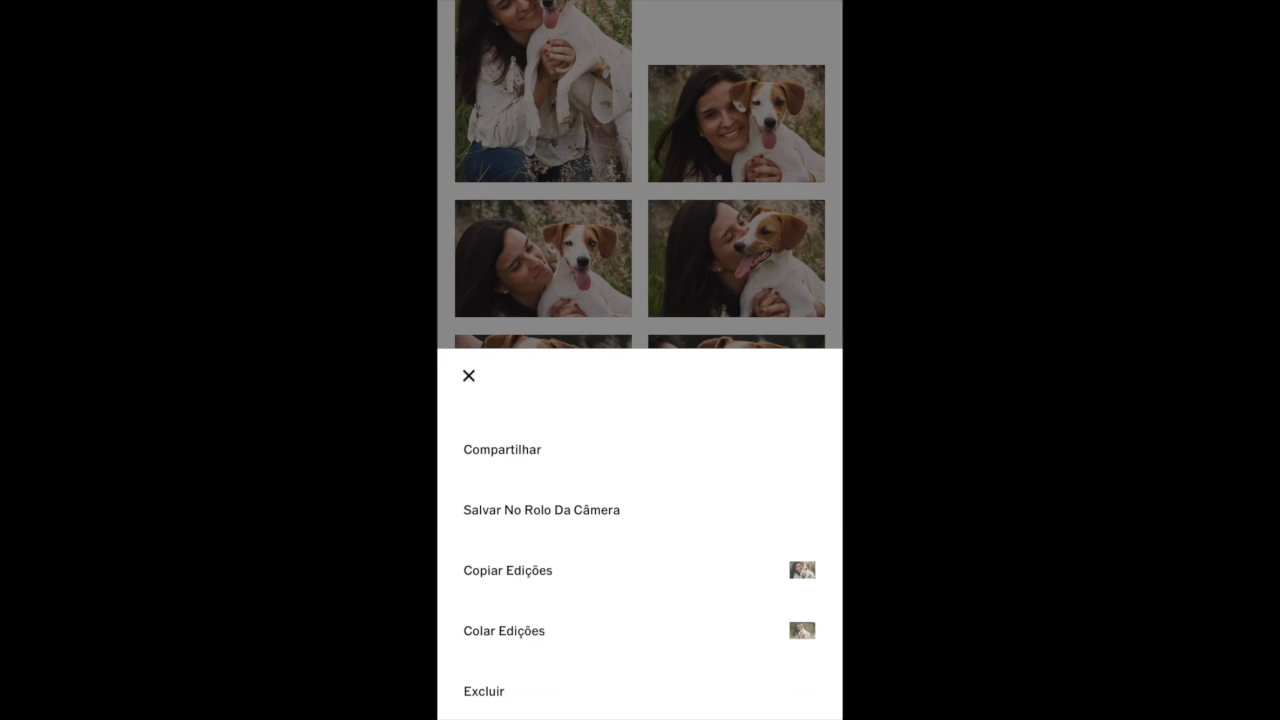 Compartilhar
Salvar No Rolo Da Câmera
Copiar Edições
Colar Edições
Excluir